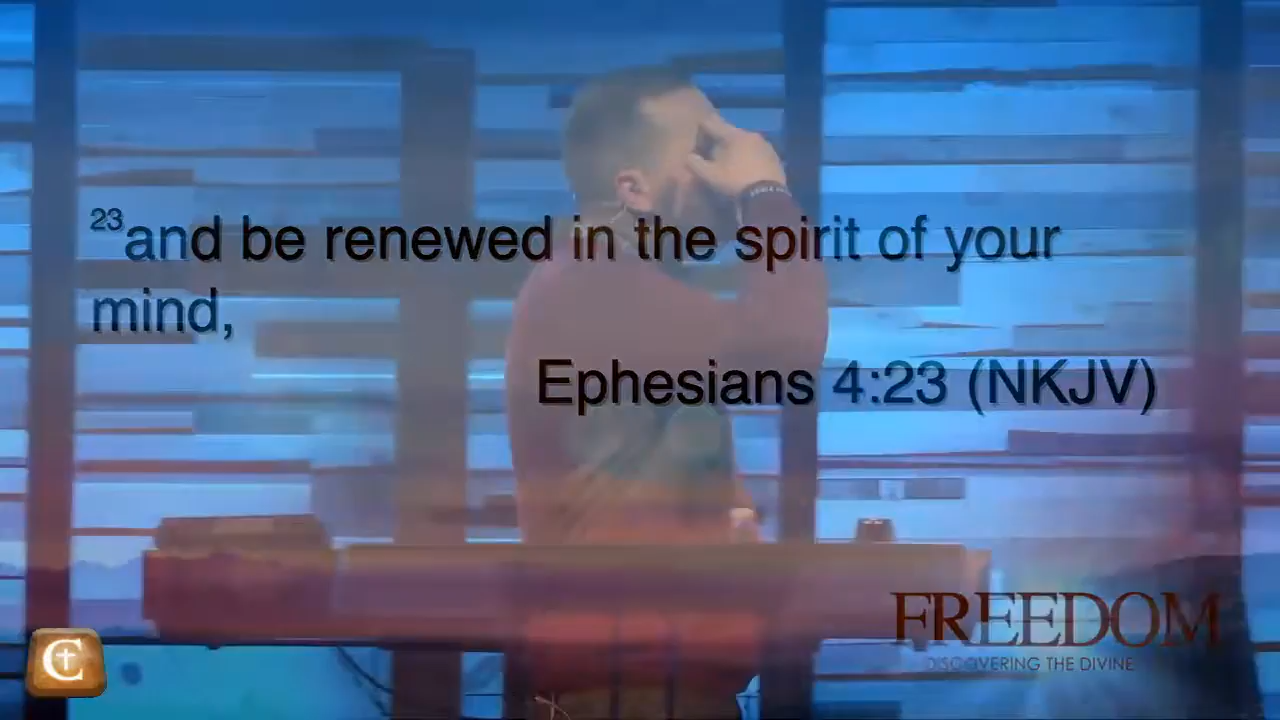 23and be renewed in the spirit of your
mind,
Ephesians 4:23 (NKJV)
FREEDOM
DISCOVERING THE DIVINE
C